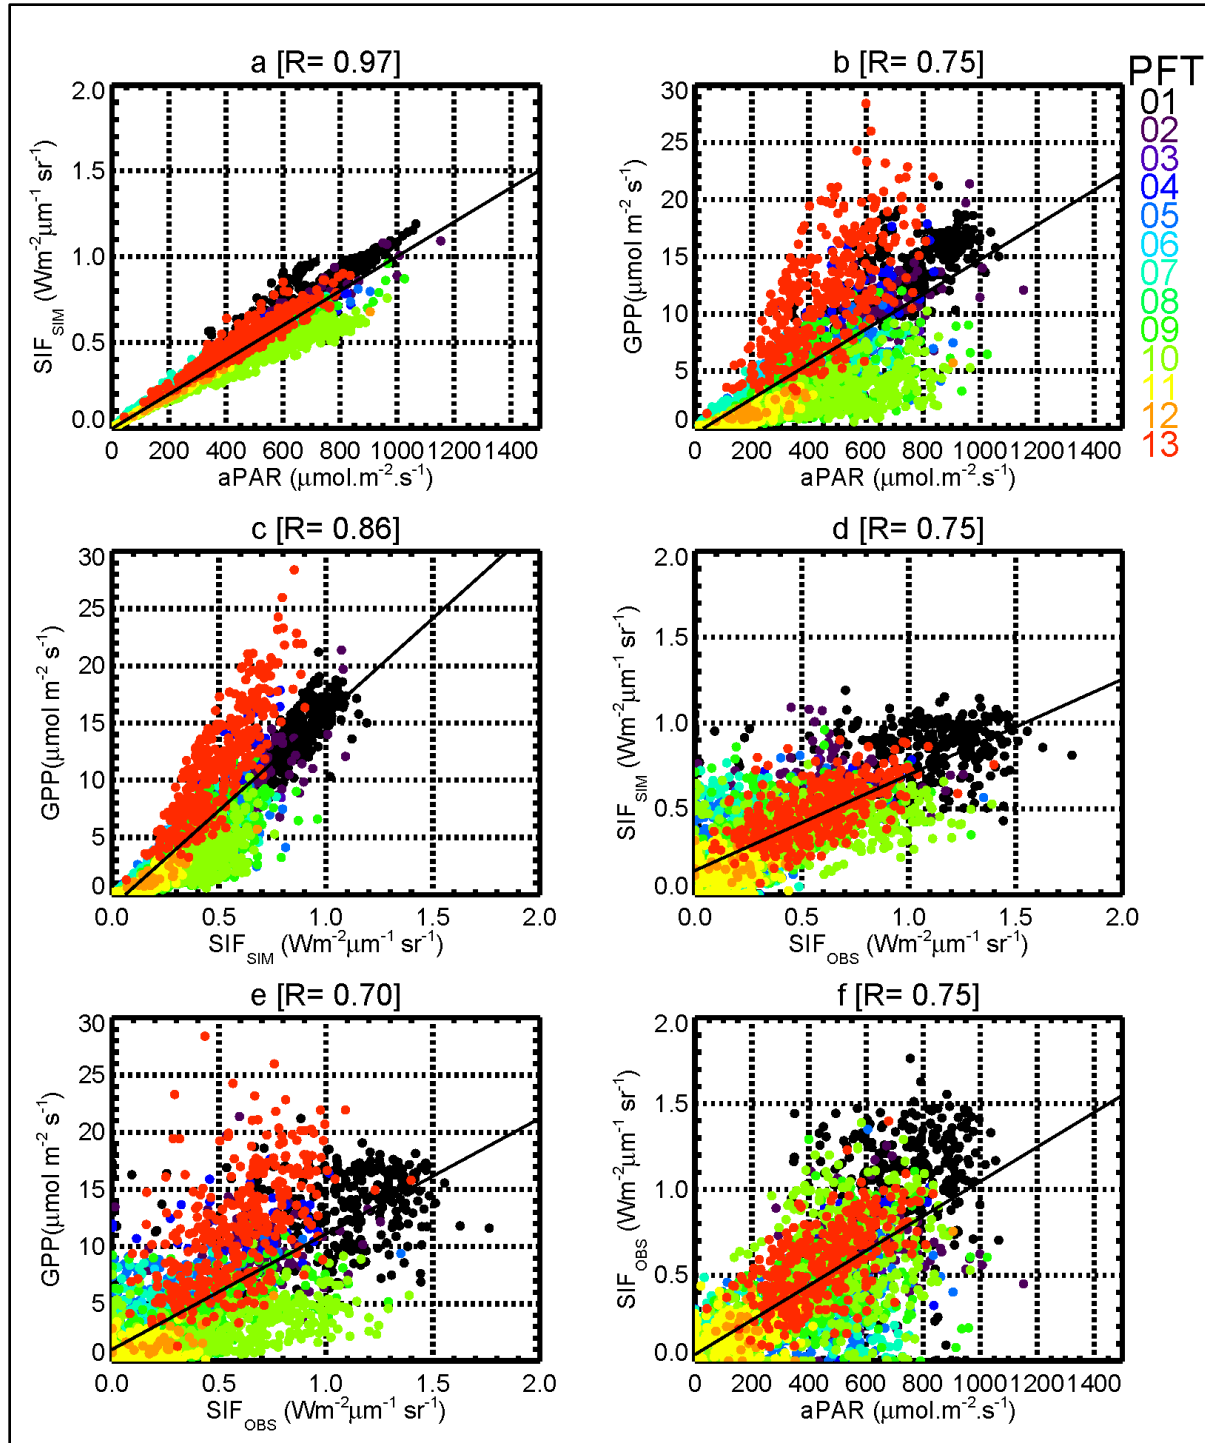 a [R= 0.97]
2.0
1.5
1.0
0.5
0.0
SIF_SIM (Wm⁻²μm⁻¹ sr⁻¹)
0 200 400 600 800 1000 1200 1400
aPAR (μmol.m⁻².s⁻¹)
b [R= 0.75]
30
25
20
15
10
5
0
GPP(μmol m⁻² s⁻¹)
0 200 400 600 800 1000 1200 1400
aPAR (μmol.m⁻².s⁻¹)
PFT
01
02
03
04
05
06
07
08
09
10
11
12
13
c [R= 0.86]
30
25
20
15
10
5
0
GPP(μmol m⁻² s⁻¹)
0.0 0.5 1.0 1.5 2.0
SIF_SIM (Wm⁻²μm⁻¹ sr⁻¹)
d [R= 0.75]
2.0
1.5
1.0
0.5
0.0
SIF_SIM (Wm⁻²μm⁻¹ sr⁻¹)
0.0 0.5 1.0 1.5 2.0
SIF_OBS (Wm⁻²μm⁻¹ sr⁻¹)
e [R= 0.70]
30
25
20
15
10
5
0
GPP(μmol m⁻² s⁻¹)
0.0 0.5 1.0 1.5 2.0
SIF_OBS (Wm⁻²μm⁻¹ sr⁻¹)
f [R= 0.75]
2.0
1.5
1.0
0.5
0.0
SIF_OBS (Wm⁻²μm⁻¹ sr⁻¹)
0 200 400 600 800 1000 1200 1400
aPAR (μmol.m⁻².s⁻¹)